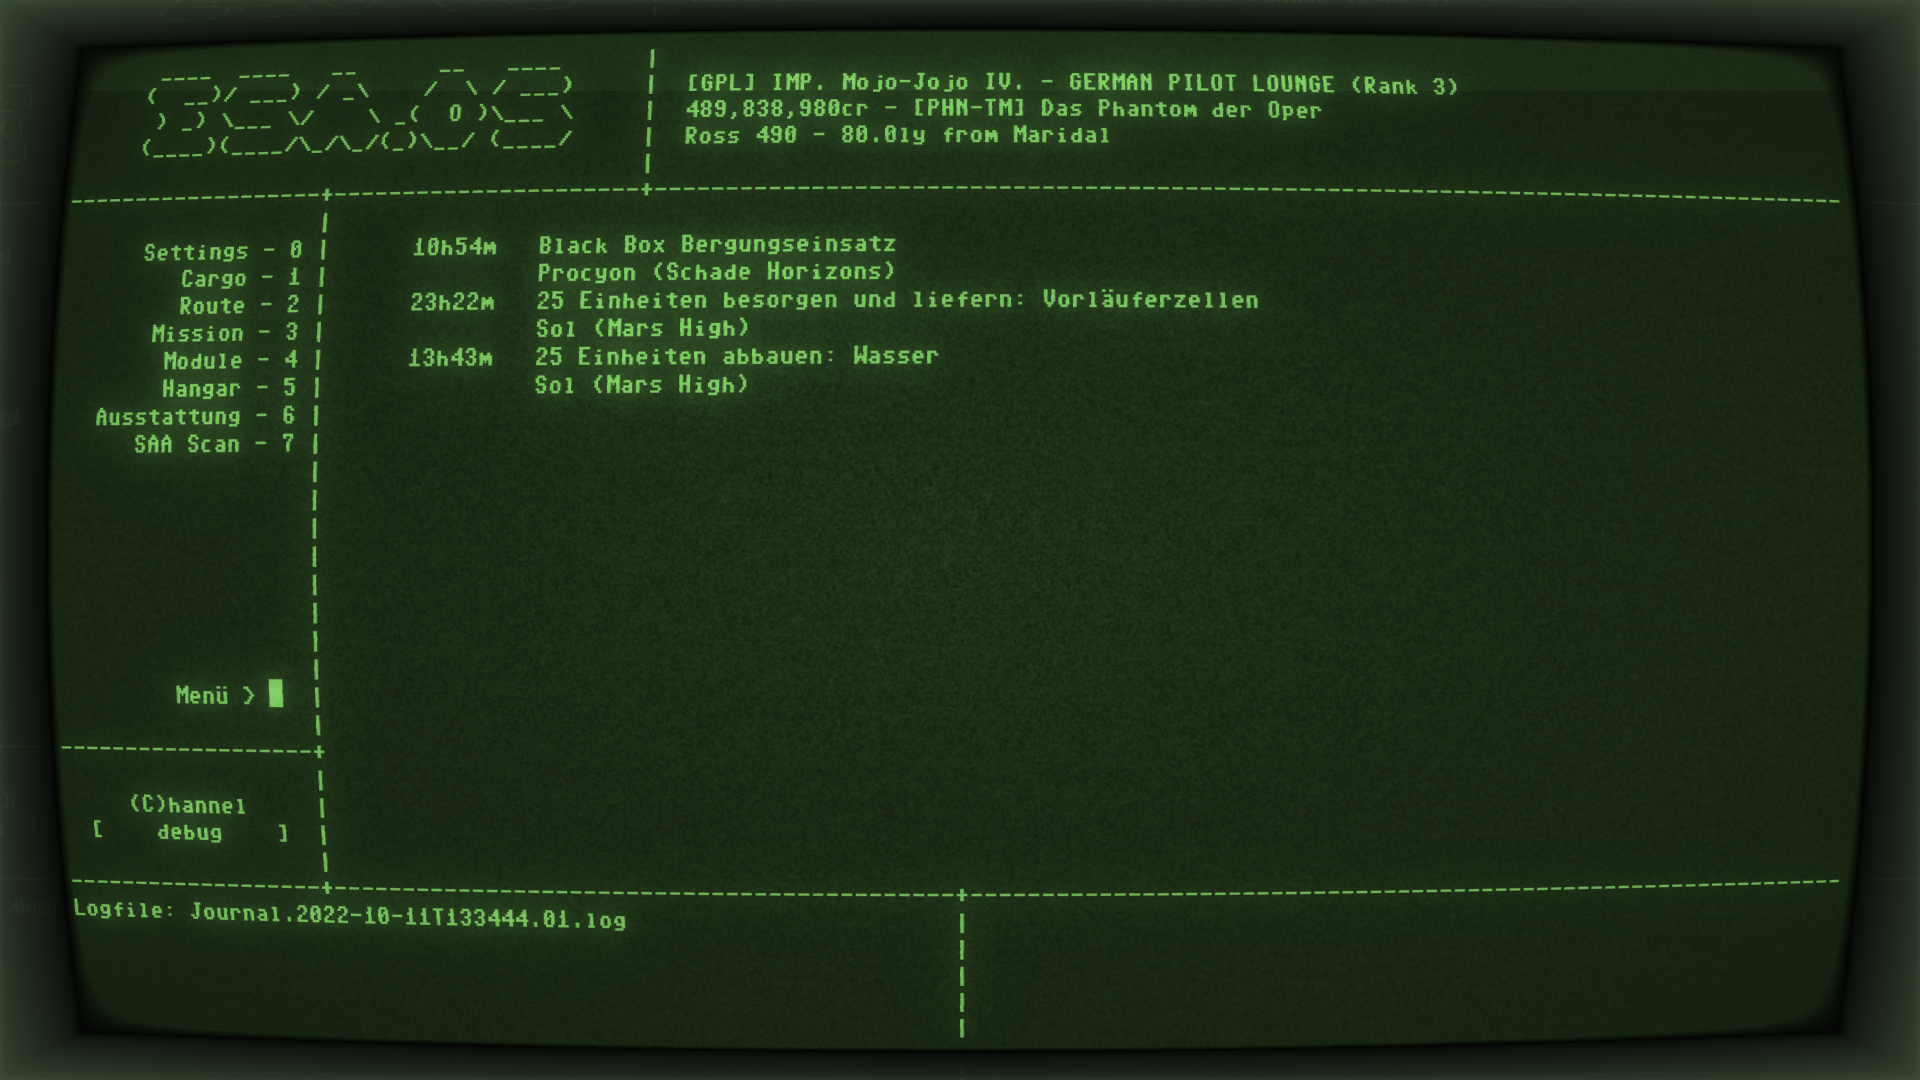 [GPL] IMP. Mojo-Jojo IV. - GERMAN PILOT LOUNGE (Rank 3)
489,838,980cr - [PHN-TM] Das Phantom der Oper
Ross 490 - 80.0ly from Maridal
Settings - 0
Cargo - 1
Route - 2
Mission - 3
Module - 4
Hangar - 5
Ausstattung - 6
SAA Scan - 7
Menü >
(C)hannel
[ debug ]
10h54m Black Box Bergungseinsatz
Procyon (Schade Horizons)
23h22m 25 Einheiten besorgen und liefern: Vorläuferzellen
Sol (Mars High)
13h43m 25 Einheiten abbauen: Wasser
Sol (Mars High)
Logfile: Journal.2022-10-11T133444.01.log